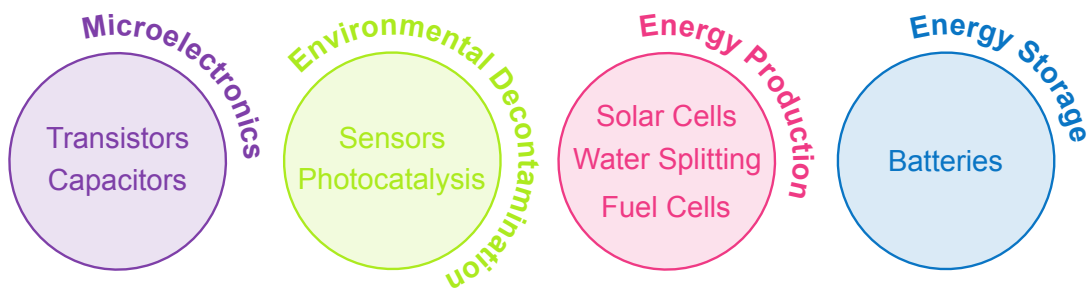 Microelectronics
Transistors
Capacitors
Environmental Decontamination
Sensors
Photocatalysis
Energy Production
Solar Cells
Water Splitting
Fuel Cells
Energy Storage
Batteries